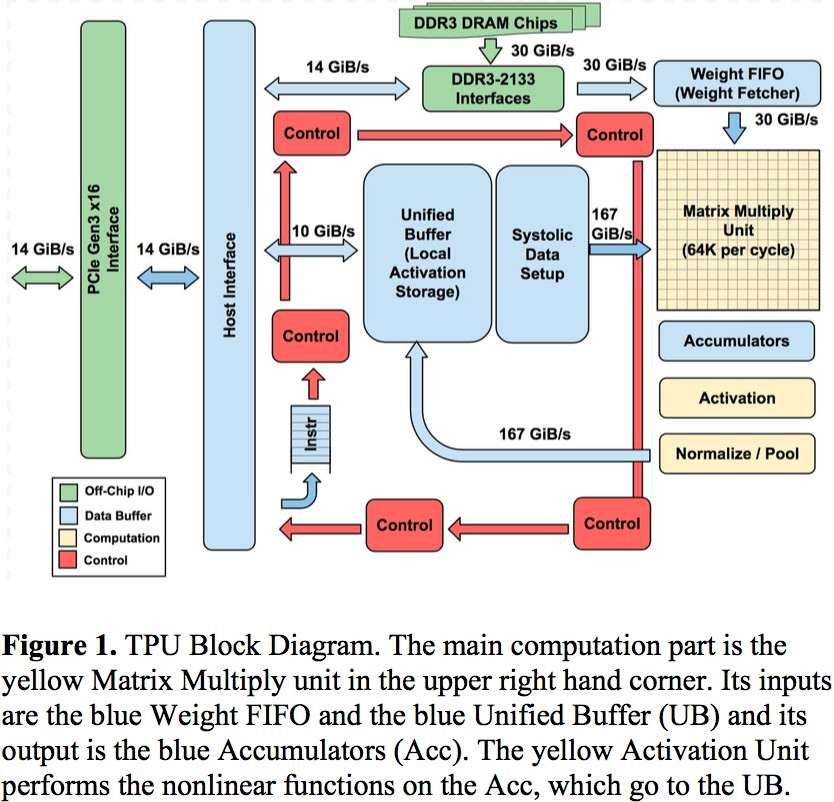 DDR3 DRAM Chips
30 GiB/s
14 GiB/s
DDR3-2133
Interfaces
30 GiB/s
Weight FIFO
(Weight Fetcher)
30 GiB/s
Control
Control
PCIe Gen3 x16
Interface
Host Interface
14 GiB/s
14 GiB/s
10 GiB/s
Unified
Buffer
(Local
Activation
Storage)
Systolic
Data
Setup
167
GiB/s
Matrix Multiply
Unit
(64K per cycle)
Control
Accumulators
Activation
Instr
167 GiB/s
Normalize / Pool
Off-Chip I/O
Data Buffer
Computation
Control
Control
Control
Figure 1. TPU Block Diagram. The main computation part is the
yellow Matrix Multiply unit in the upper right hand corner. Its inputs
are the blue Weight FIFO and the blue Unified Buffer (UB) and its
output is the blue Accumulators (Acc). The yellow Activation Unit
performs the nonlinear functions on the Acc, which go to the UB.